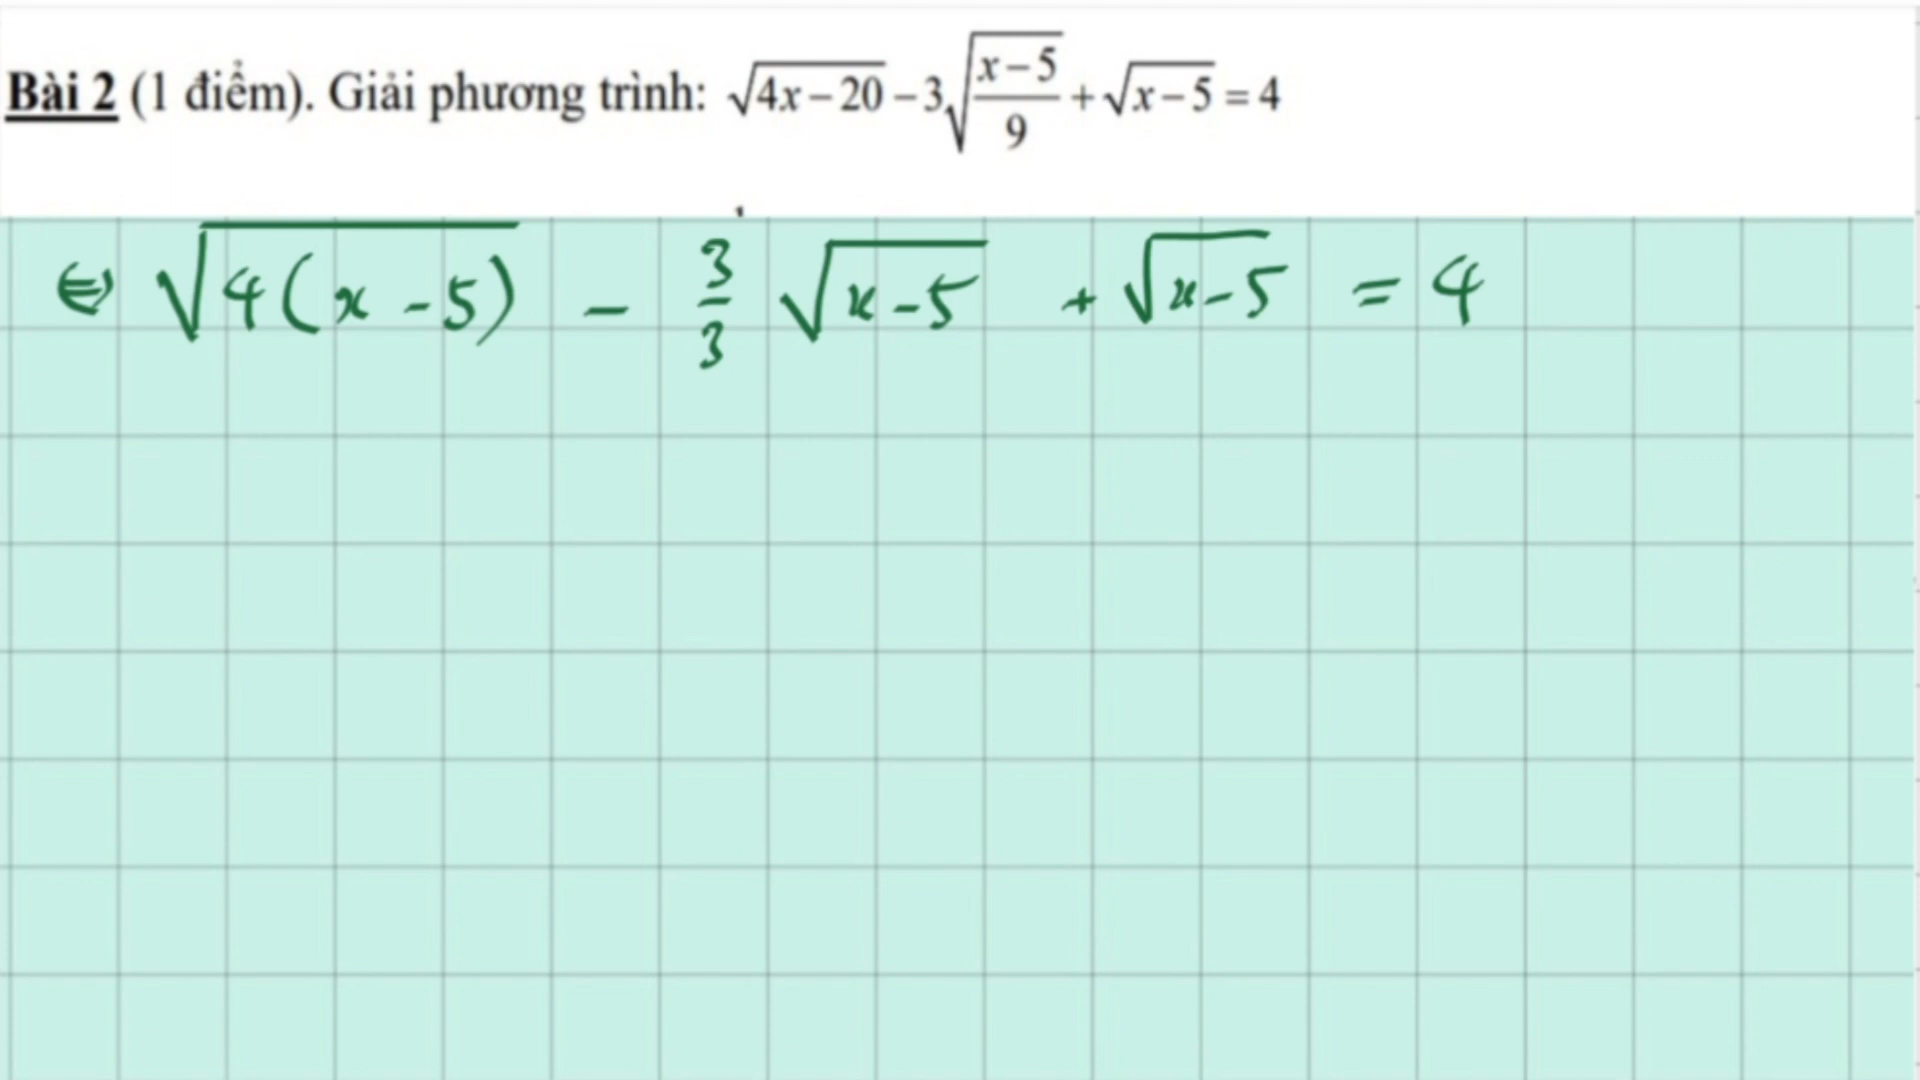 Bài 2 (1 điểm). Giải phương trình: √(4x − 20) − 3√((x − 5)/9) + √(x − 5) = 4
⇔ √(4(x − 5)) − 3/3 √(x − 5) + √(x − 5) = 4